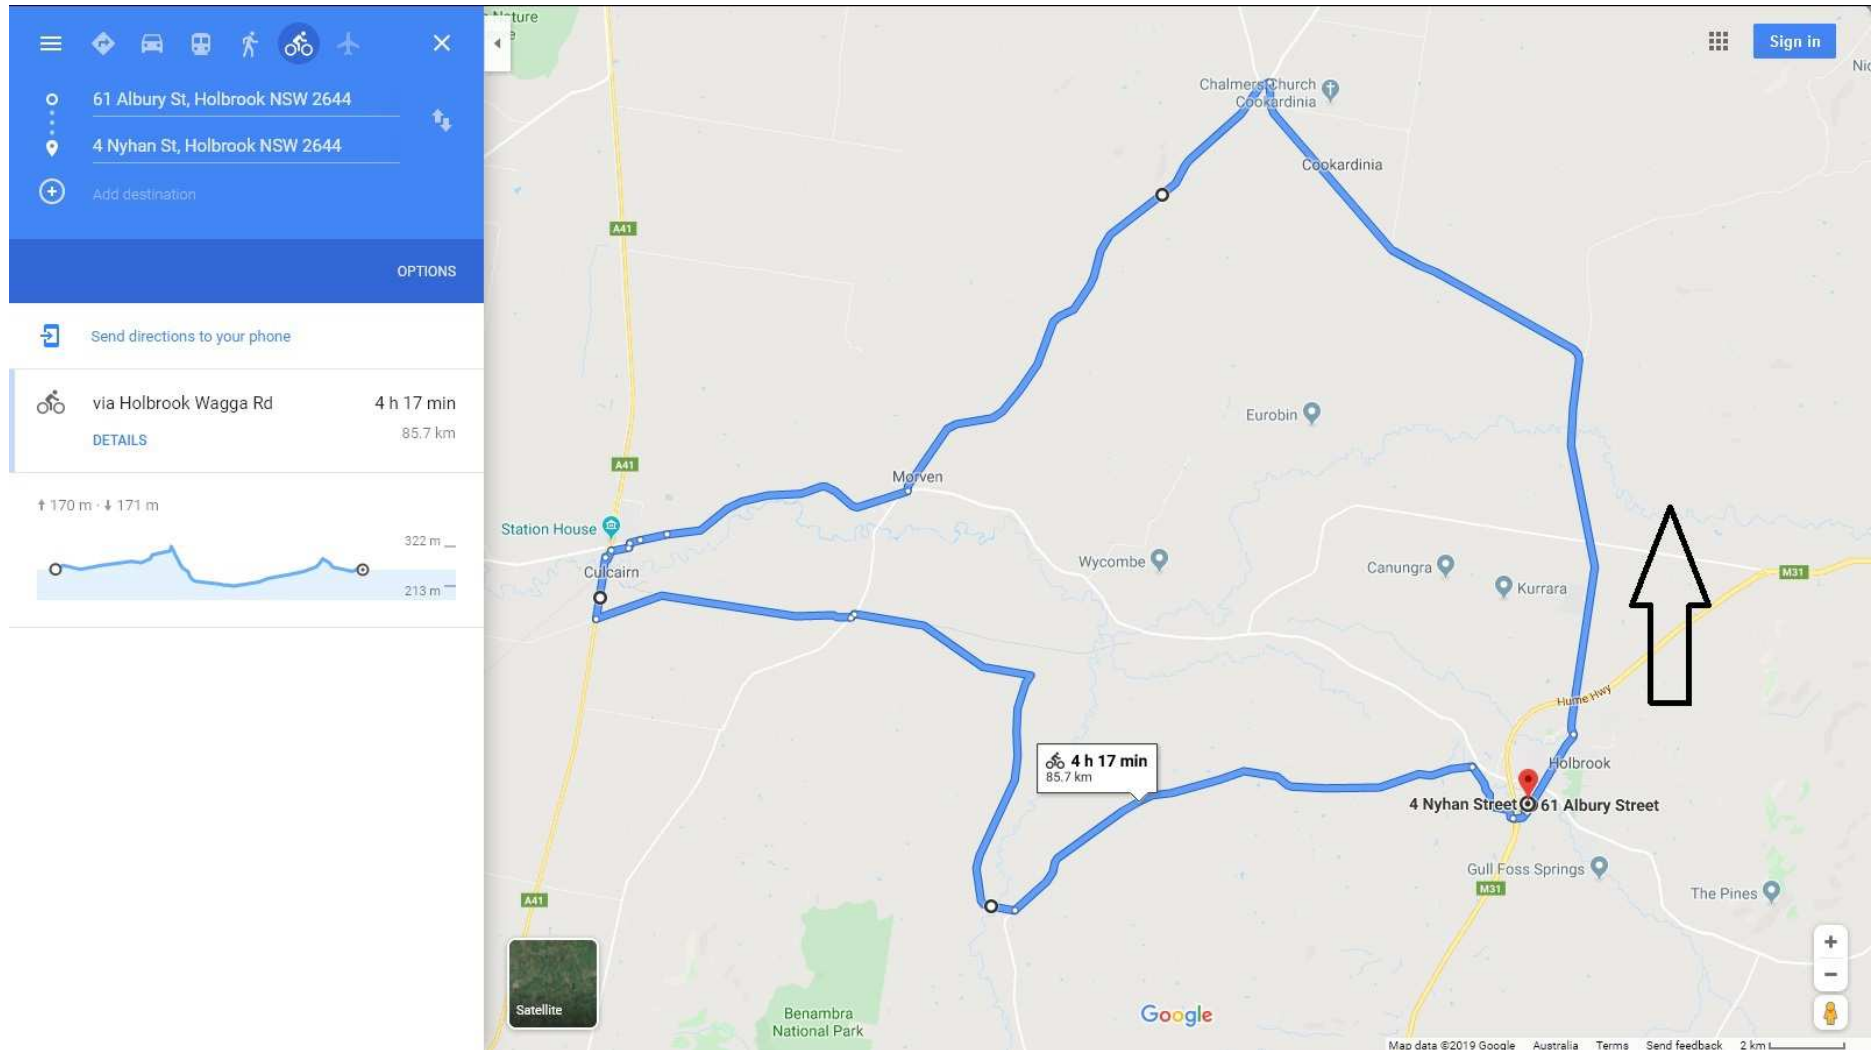 61 Albury St, Holbrook NSW 2644
4 Nyhan St, Holbrook NSW 2644
Add destination
OPTIONS
Send directions to your phone
via Holbrook Wagga Rd
4 h 17 min
DETAILS
85.7 km
170 m · 171 m
322 m
213 m
Nature
Sign in
Chalmers Church
Cookardinia
Cookardinia
A41
Eurobin
A41
Morven
Station House
Culcairn
Wycombe
Canungra
Kurrara
M31
Hume Hwy
4 h 17 min
85.7 km
Holbrook
4 Nyhan Street
61 Albury Street
Gull Foss Springs
M31
The Pines
A41
Satellite
Benambra
National Park
Google
Map data ©2019 Google Australia Terms Send feedback 2 km